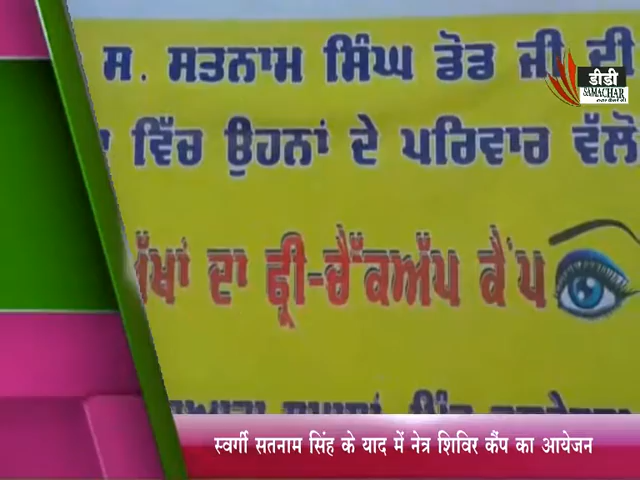 ਸ. ਸਤਨਾਮ ਸਿੰਘ ਡੋਡ ਜੀ ਦੀ
ਵਿੱਚ ਉਹਨਾਂ ਦੇ ਪਰਿਵਾਰ ਵੱਲੋਂ
ਅੱਖਾਂ ਦਾ ਫ੍ਰੀ-ਚੈੱਕਅੱਪ ਕੈਂਪ
डीडी
SAMACHAR
स्वर्गी सतनाम सिंह के याद में नेत्र शिविर कैंप का आयेजन